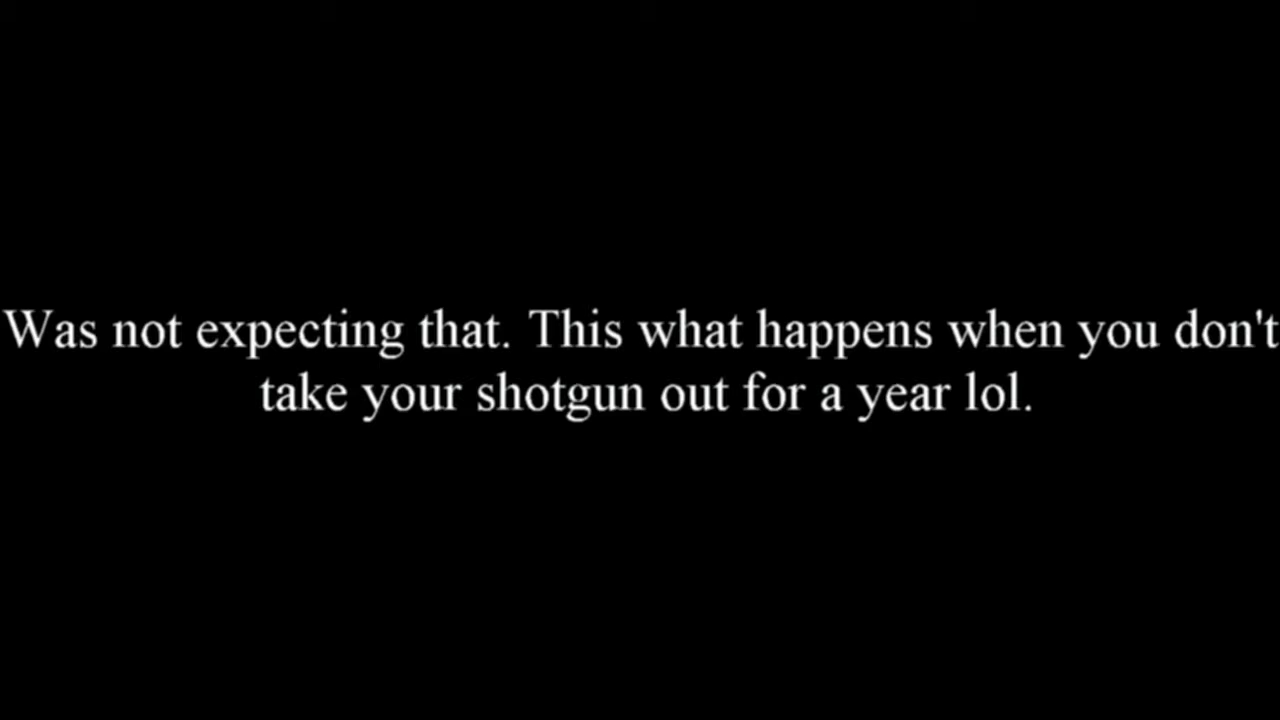 Was not expecting that. This what happens when you don't
take your shotgun out for a year lol.